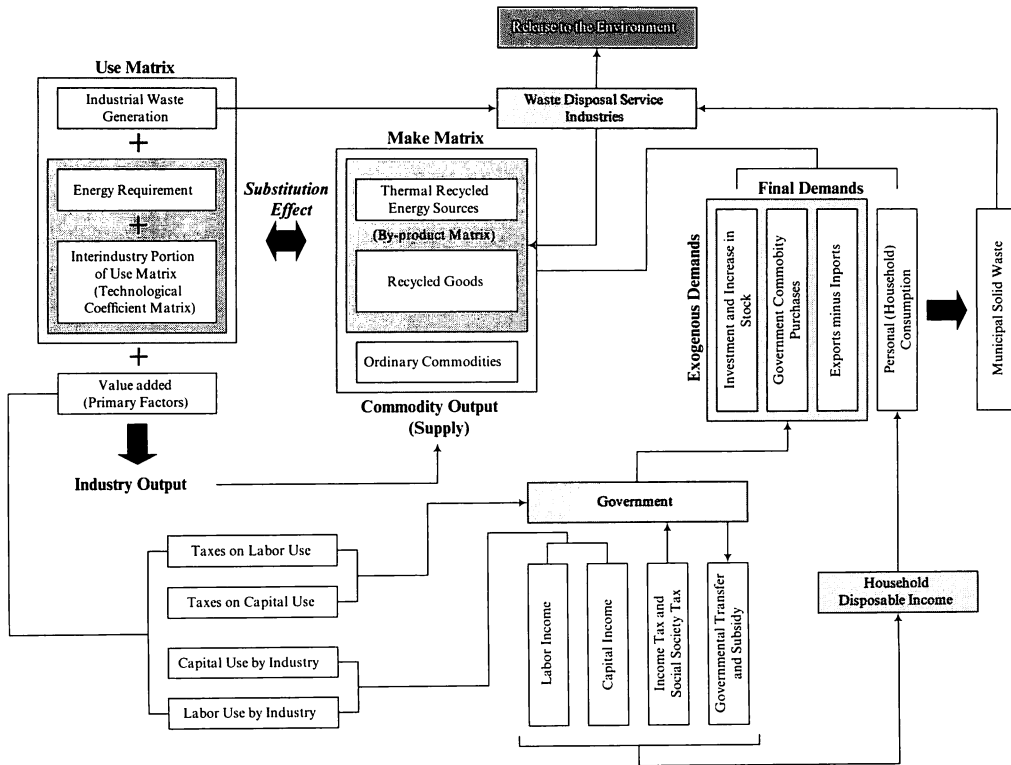 Release to the Environment
Use Matrix
Industrial Waste
Generation
+
Energy Requirement
+
Interindustry Portion
of Use Matrix
(Technological
Coefficient Matrix)
+
Value added
(Primary Factors)
Industry Output
Substitution
Effect
Waste Disposal Service
Industries
Make Matrix
Thermal Recycled
Energy Sources
(By-product Matrix)
Recycled Goods
Ordinary Commodities
Commodity Output
(Supply)
Final Demands
Exogenous Demands
Investment and Increase in
Stock
Government Commobity
Purchases
Exports minus Inports
Personal (Household)
Consumption
Municipal Solid Waste
Government
Taxes on Labor Use
Taxes on Capital Use
Capital Use by Industry
Labor Use by Industry
Labor Income
Capital Income
Income Tax and
Social Society Tax
Governmental Transfer
and Subsidy
Household
Disposable Income